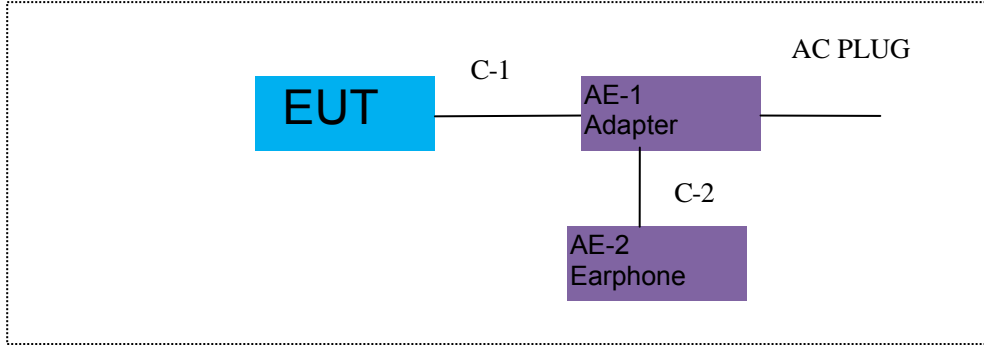 AC PLUG
C-1
EUT
AE-1
Adapter
C-2
AE-2
Earphone